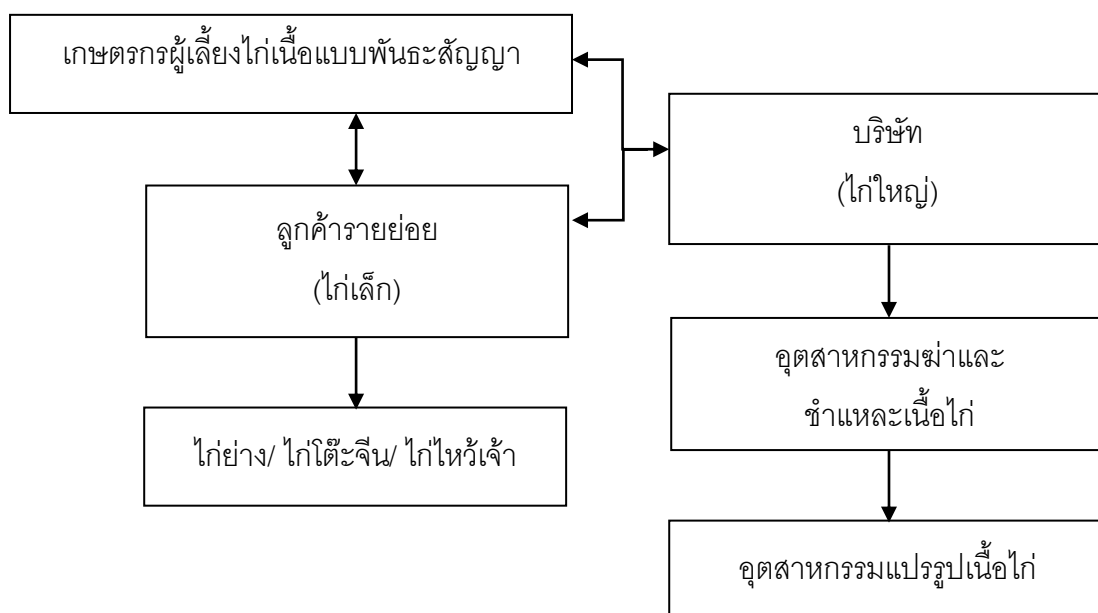 เกษตรกรผู้เลี้ยงไก่เนื้อแบบพันธะสัญญา
บริษัท
(ไก่ใหญ่)
ลูกค้ารายย่อย
(ไก่เล็ก)
อุตสาหกรรมฆ่าและ
ชำแหละเนื้อไก่
ไก่ย่าง/ ไก่โต๊ะจีน/ ไก่ไหว้เจ้า
อุตสาหกรรมแปรรูปเนื้อไก่